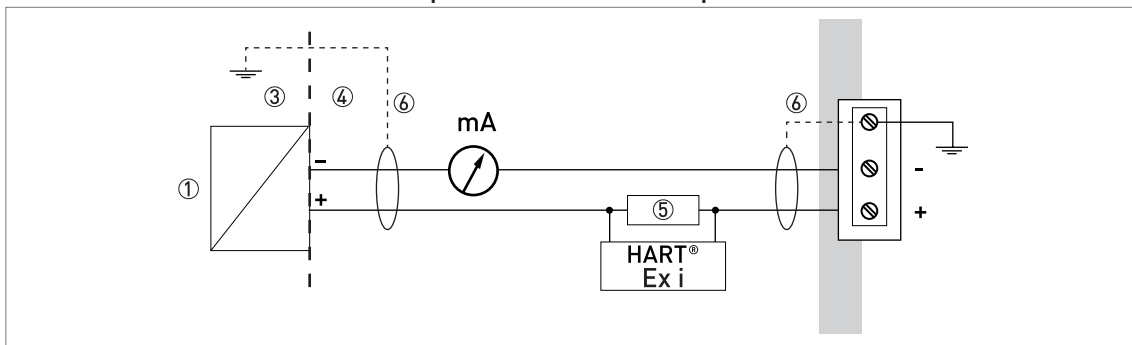 ③ ④ ⑥ ⑥
mA
①
-
+
-
+
⑤
HART®
Ex i